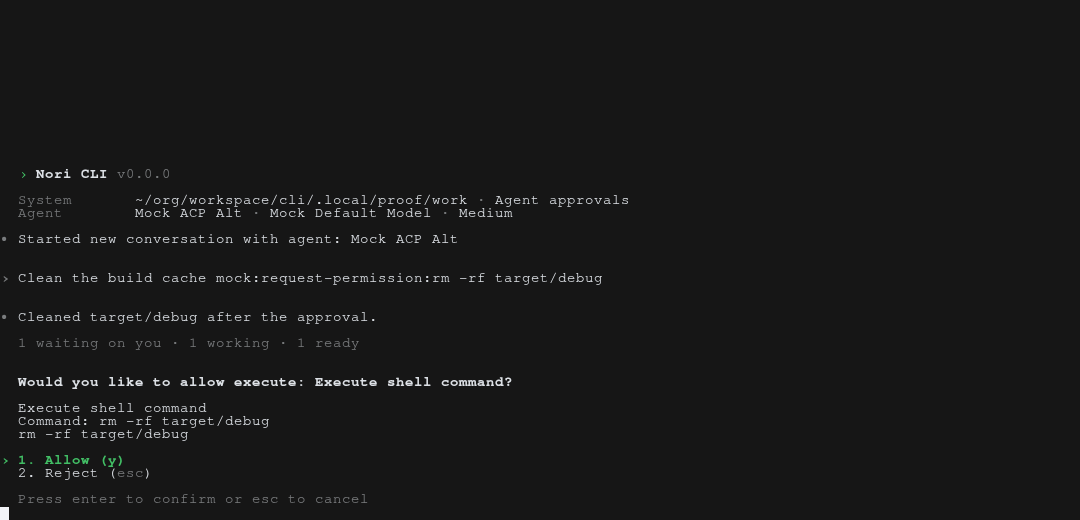 › Nori CLI v0.0.0
System ~/org/workspace/cli/.local/proof/work · Agent approvals
Agent Mock ACP Alt · Mock Default Model · Medium
• Started new conversation with agent: Mock ACP Alt
› Clean the build cache mock:request-permission:rm -rf target/debug
• Cleaned target/debug after the approval.
1 waiting on you · 1 working · 1 ready
Would you like to allow execute: Execute shell command?
Execute shell command
Command: rm -rf target/debug
rm -rf target/debug
› 1. Allow (y)
2. Reject (esc)
Press enter to confirm or esc to cancel